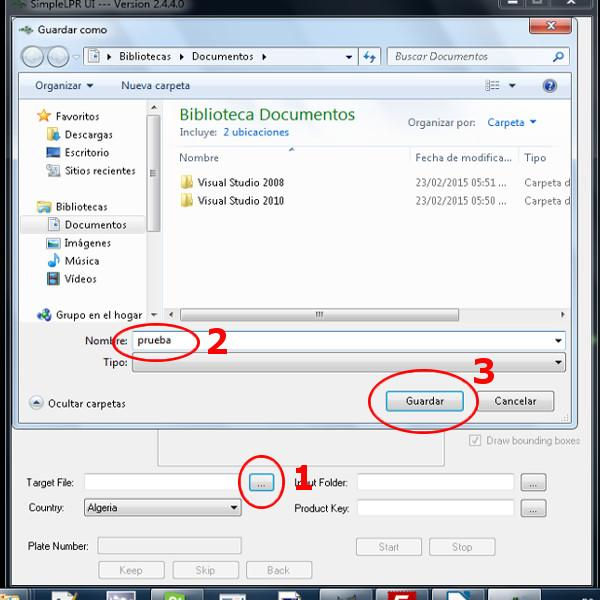 SimpleLPR UI --- Version 2.4.4.0
Guardar como
Bibliotecas Documentos Buscar Documentos
Organizar Nueva carpeta
Favoritos
Descargas
Escritorio
Sitios recientes
Bibliotecas
Documentos
Imágenes
Música
Vídeos
Grupo en el hogar
Biblioteca Documentos
Incluye: 2 ubicaciones
Organizar por: Carpeta
Nombre Fecha de modifica... Tipo
Visual Studio 2008 23/02/2015 05:51 ... Carpeta d
Visual Studio 2010 23/02/2015 05:50 ... Carpeta d
Nombre: prueba 2
Tipo:
3
Ocultar carpetas Guardar Cancelar
Draw bounding boxes
Target File: ... 1 Input Folder: ...
Country: Algeria Product Key: ...
Plate Number: Start Stop
Keep Skip Back